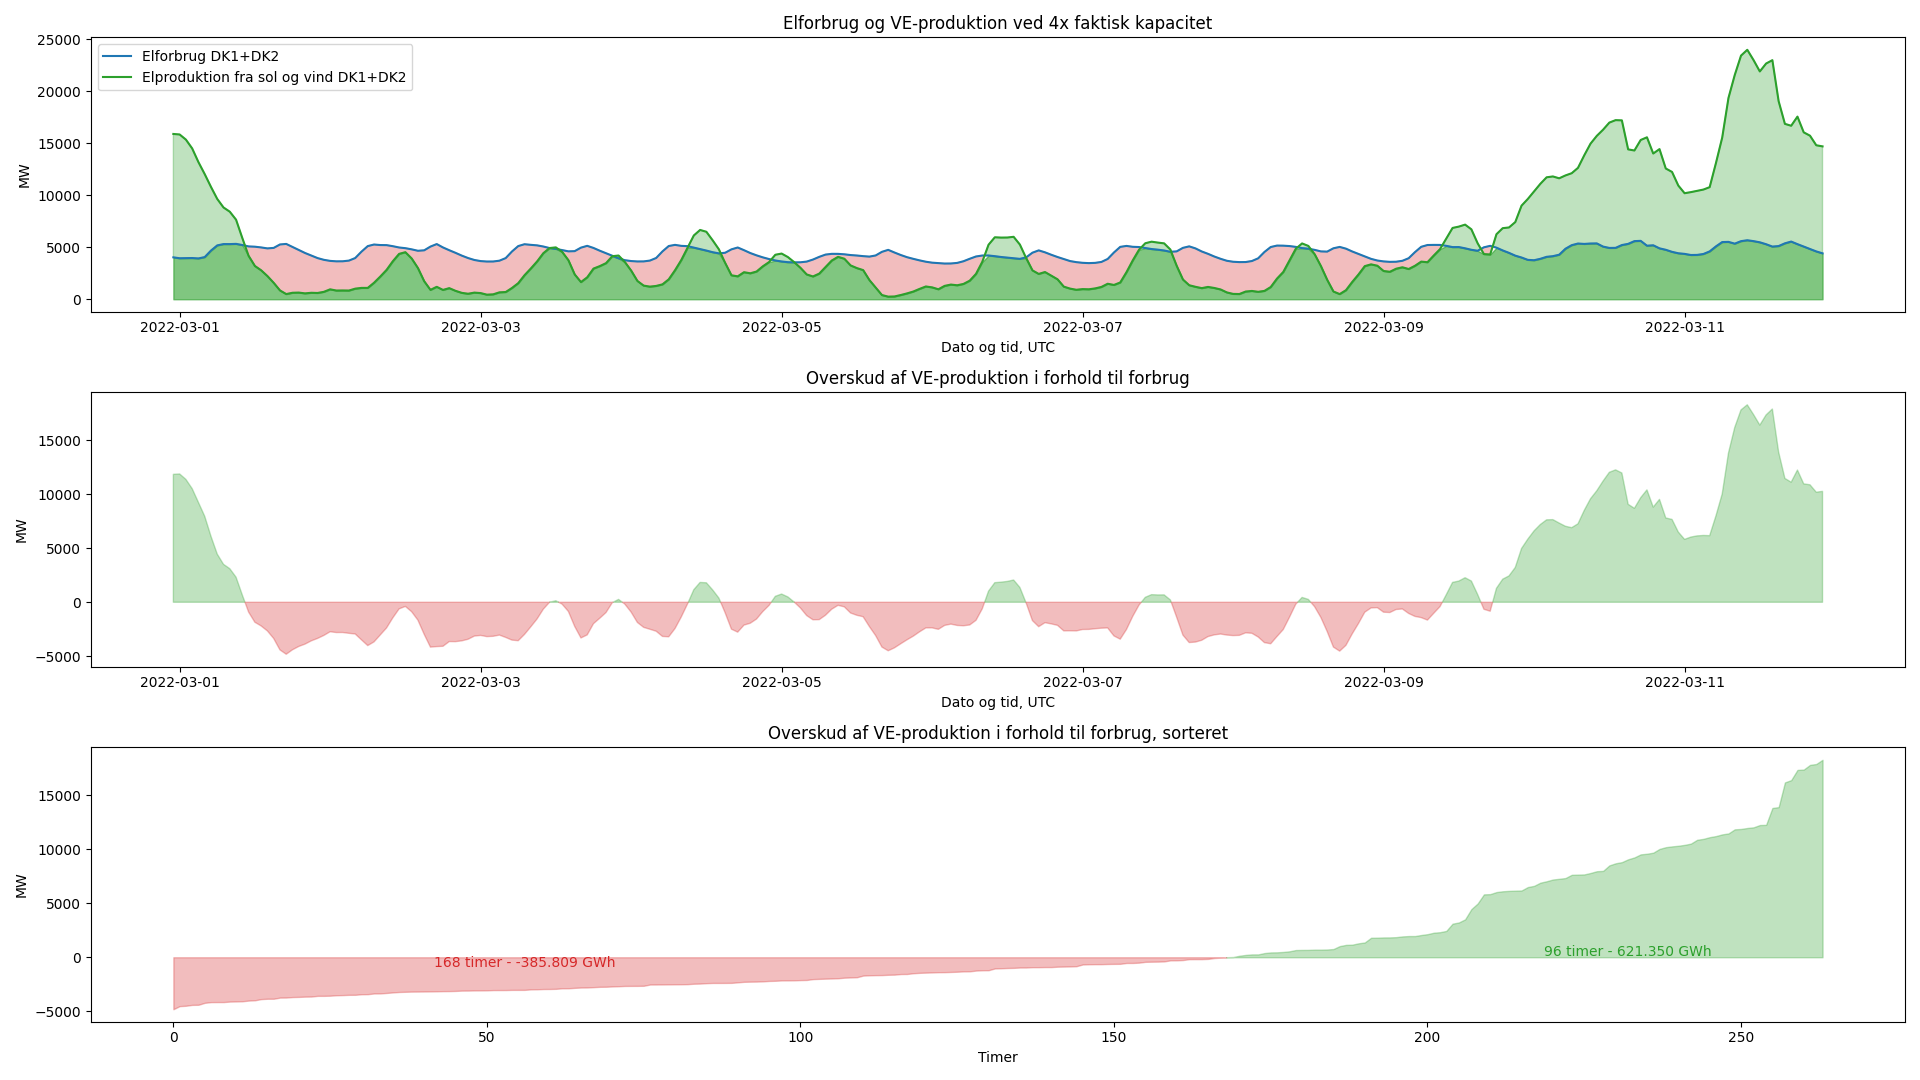 Elforbrug og VE-produktion ved 4x faktisk kapacitet
25000
20000
15000
10000
5000
0
MW
Elforbrug DK1+DK2
Elproduktion fra sol og vind DK1+DK2
2022-03-01 2022-03-03 2022-03-05 2022-03-07 2022-03-09 2022-03-11
Dato og tid, UTC
Overskud af VE-produktion i forhold til forbrug
15000
10000
5000
0
−5000
MW
2022-03-01 2022-03-03 2022-03-05 2022-03-07 2022-03-09 2022-03-11
Dato og tid, UTC
Overskud af VE-produktion i forhold til forbrug, sorteret
15000
10000
5000
0
−5000
MW
168 timer - -385.809 GWh
96 timer - 621.350 GWh
0 50 100 150 200 250
Timer